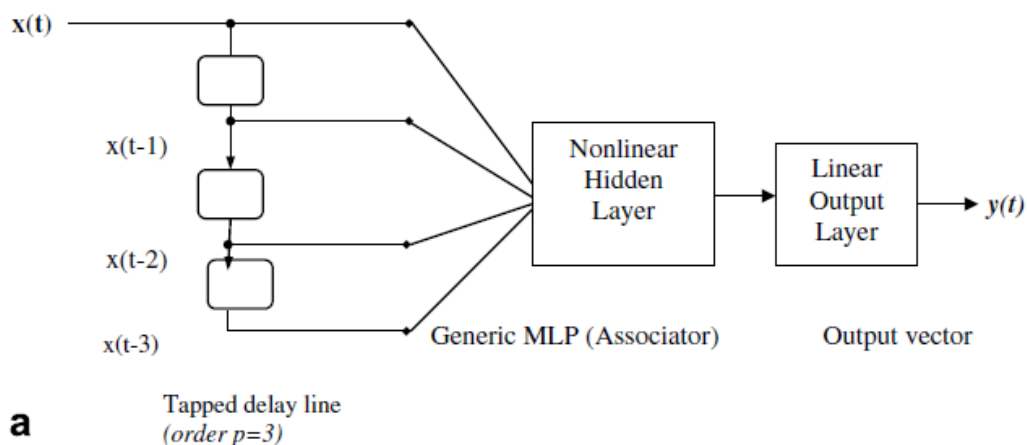 x(t)
x(t-1)
x(t-2)
x(t-3)
Nonlinear
Hidden
Layer
Linear
Output
Layer
y(t)
Generic MLP (Associator)
Output vector
Tapped delay line
(order p=3)
a